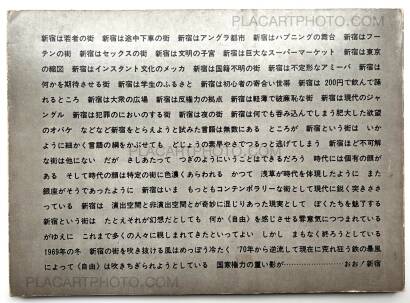 PLACARTPHOTO.COM
新宿は若者の街　新宿は途中下車の街　新宿はアングラ都市　新宿はハプニングの舞台　新宿はフー
テンの街　新宿はセックスの街　新宿は文明の子宮　新宿は巨大なスーパーマーケット　新宿は東京
の縮図　新宿はインスタント文化のメッカ　新宿は国籍不明の街　新宿は不定形なアミーバ　新宿は
何かを期待させる街　新宿は学生のふるさと　新宿は初心者の寄合い世帯　新宿は 200円で飲んで踊
れるところ　新宿は大衆の広場　新宿は反権力の拠点　新宿は軽薄で破廉恥な街　新宿は現代のジャ
ングル　新宿は犯罪のにおいのする街　新宿は夜の街　新宿は何でも呑み込んでしまう肥大した欲望
のオバケ　などなど新宿をとらえようと試みた言額は無数にある　ところが　新宿という街は　いか
ように細かく言語の網をかぶせても　どじょうの素早やさでつるっと逃げてしまう　新宿ほど不可解
な街は他にない　だが　さしあたって　つぎのようにいうことはできるだろう　時代には個有の顔が
ある　そして時代の顔は特定の街に色濃くあらわれる　かつて　浅草が時代を体現したように　また
銀座がそうであったように　新宿はいま　もっともコンテンポラリーな街として現代に鋭く突きささ
っている　新宿は　演出空間と非演出空間とが奇妙に混じりあった現実として　ぼくたちを魅了する
新宿という街は　たとえそれが幻想だとしても　何か〈自由〉を感じさせる雰囲気につつまれている
がゆえに　これまで多くの人々に親しまれてきたといってよい　しかし　まもなく終ろうとしている
1969年の冬　新宿の街を吹き抜ける風はめっぽう冷たく　'70年から逆流して現在に荒れ狂う鉄の暴風
によって〈自由〉は吹きちぎられようとしている　国家権力の重い影が………………おお！新宿
PLACARTPHOTO.COM